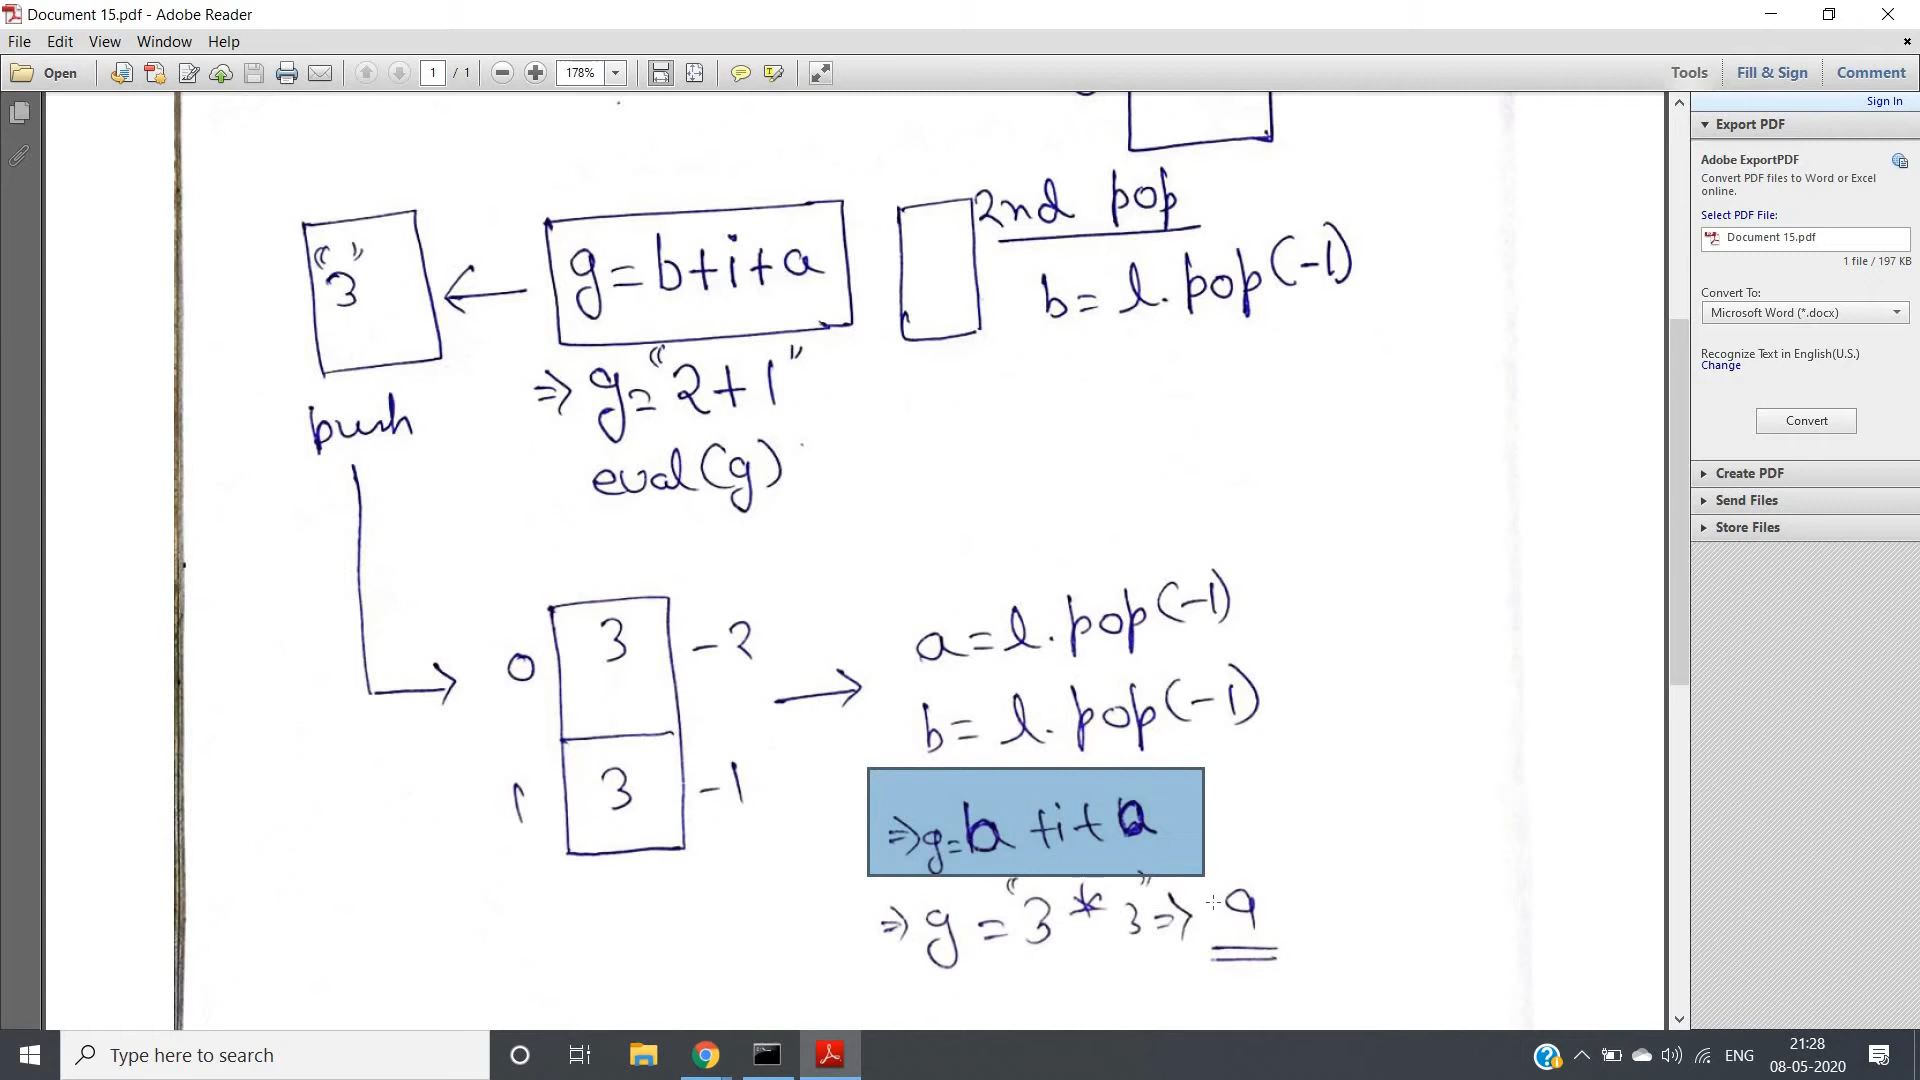 Document 15.pdf - Adobe Reader
File Edit View Window Help
Open 1 / 1 178% Tools Fill & Sign Comment
Sign In
Export PDF
Adobe ExportPDF
Convert PDF files to Word or Excel
online.
Select PDF File:
Document 15.pdf
1 file / 197 KB
Convert To:
Microsoft Word (*.docx)
Recognize Text in English(U.S.)
Change
Convert
Create PDF
Send Files
Store Files
2nd pop
"3" ← g=b+i+a b=l.pop(-1)
⇒ g="2+1"
push
eval(g)
a=l.pop(-1)
0 3 -2 →
b=l.pop(-1)
1 3 -1
⇒g=b+i+a
⇒ g="3*3"⇒ 9
Type here to search
ENG
21:28
08-05-2020